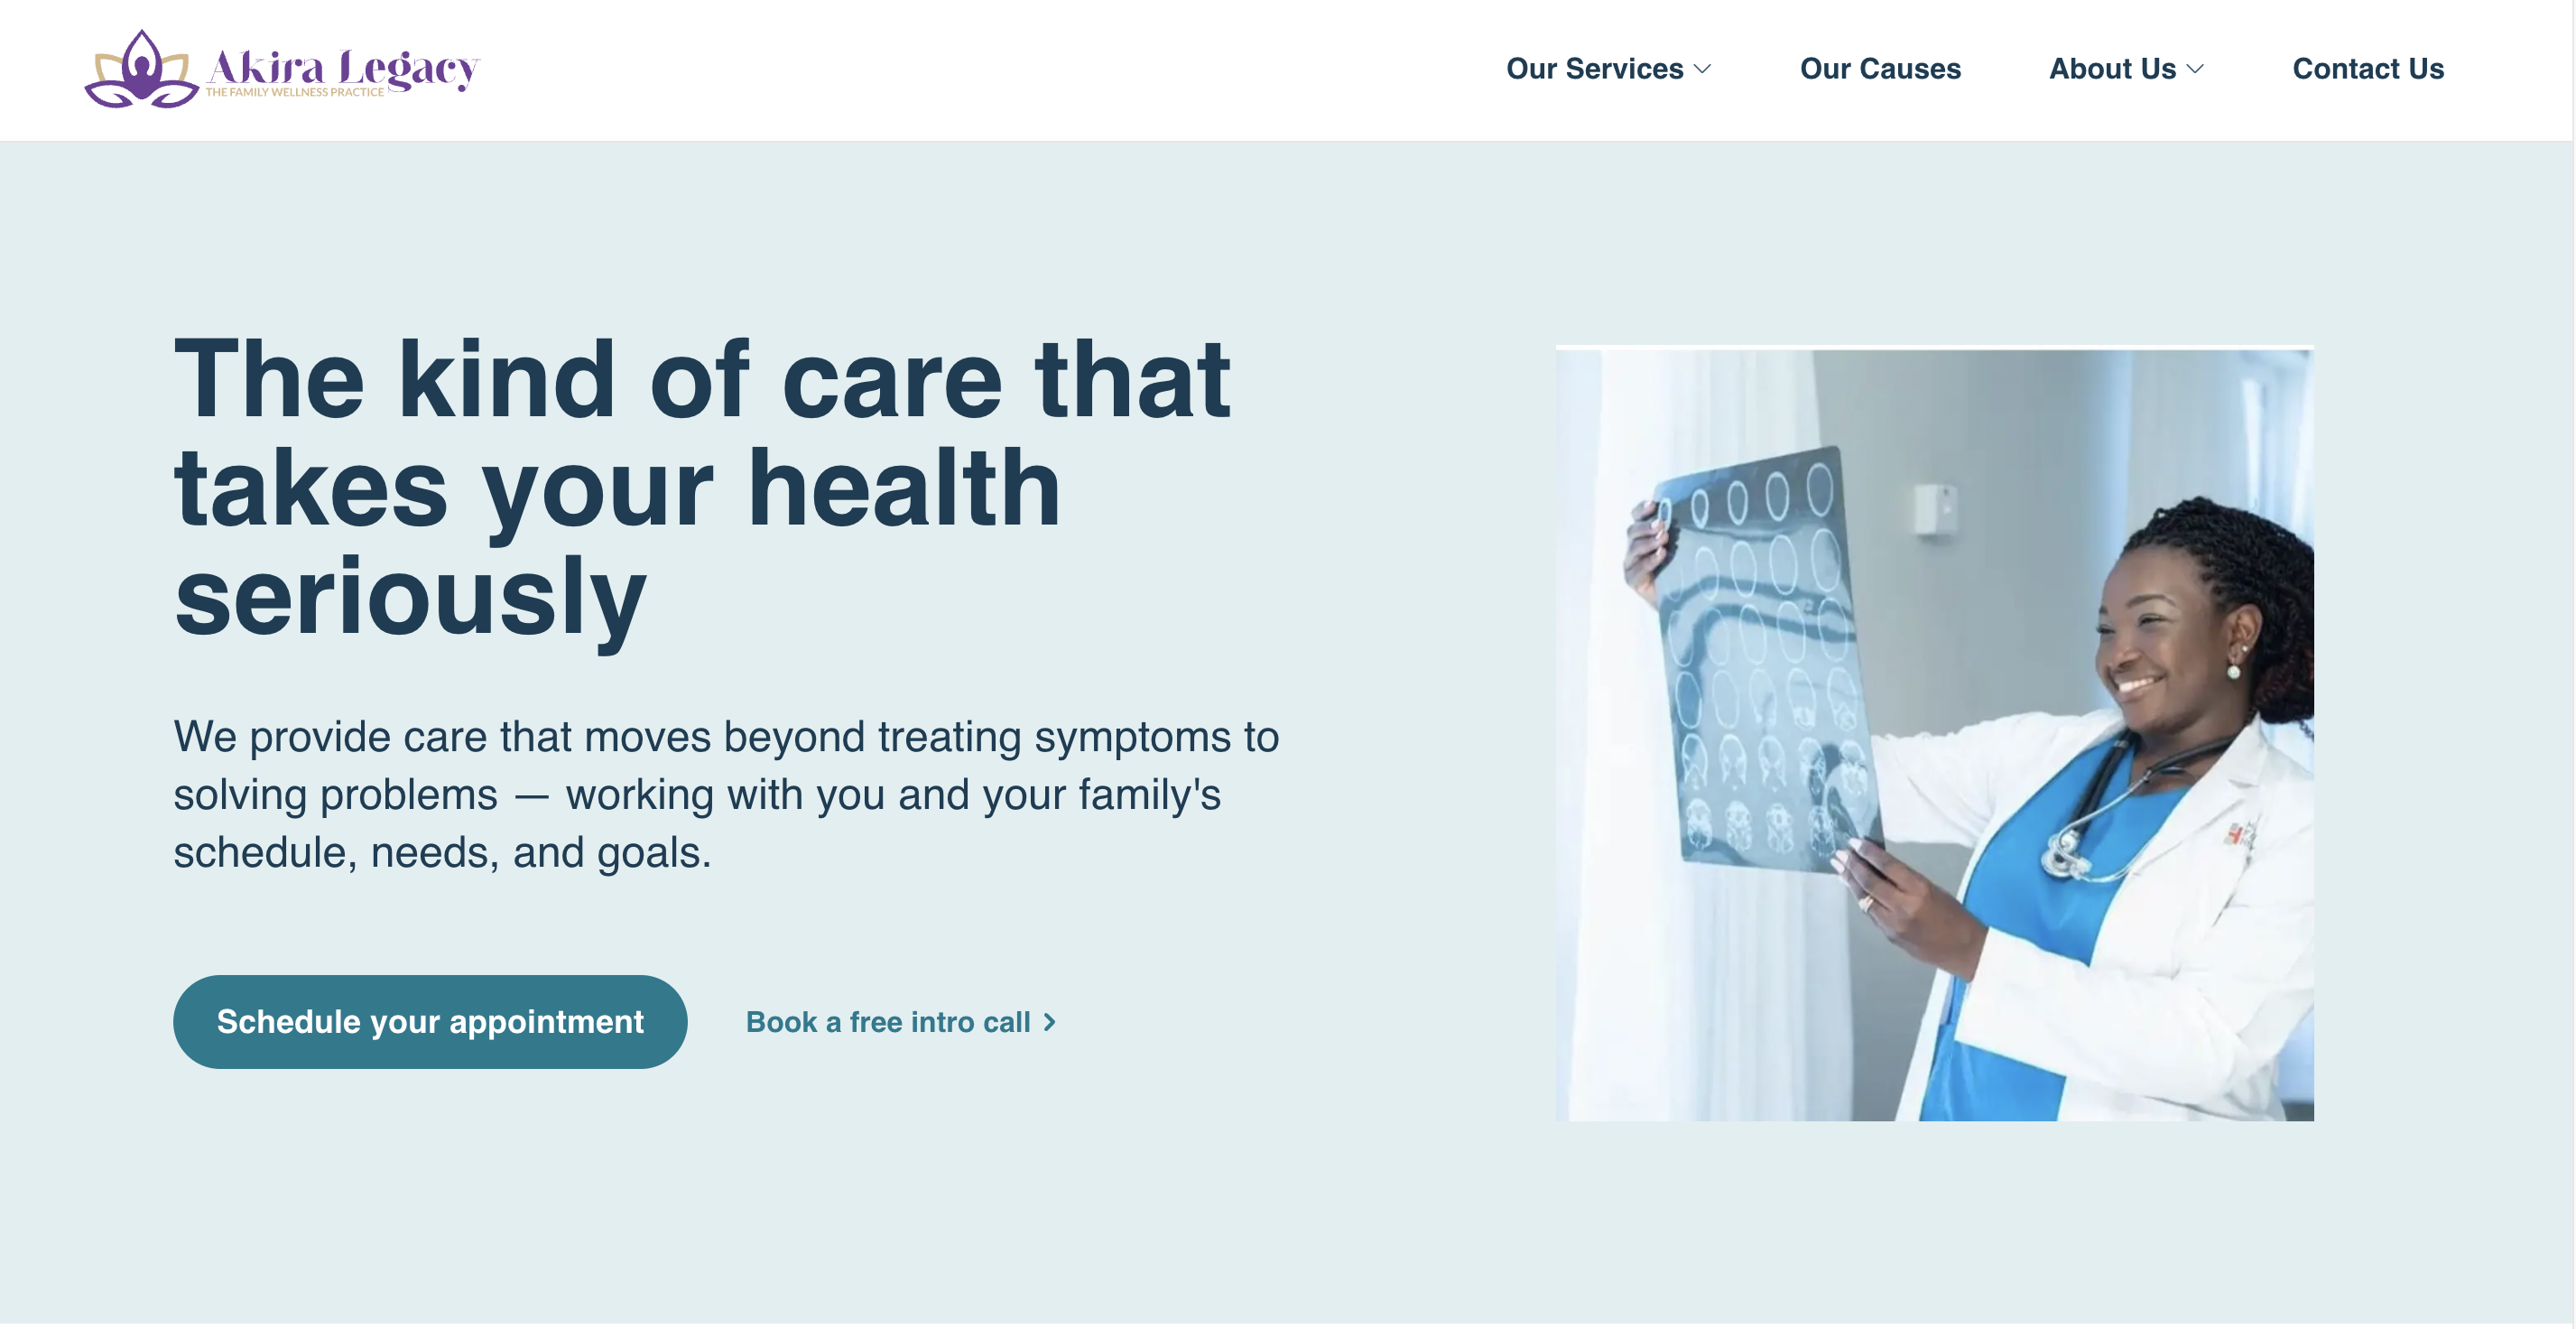 Akira Legacy
THE FAMILY WELLNESS PRACTICE
Our Services
Our Causes
About Us
Contact Us
The kind of care that
takes your health
seriously
We provide care that moves beyond treating symptoms to
solving problems — working with you and your family's
schedule, needs, and goals.
Schedule your appointment
Book a free intro call